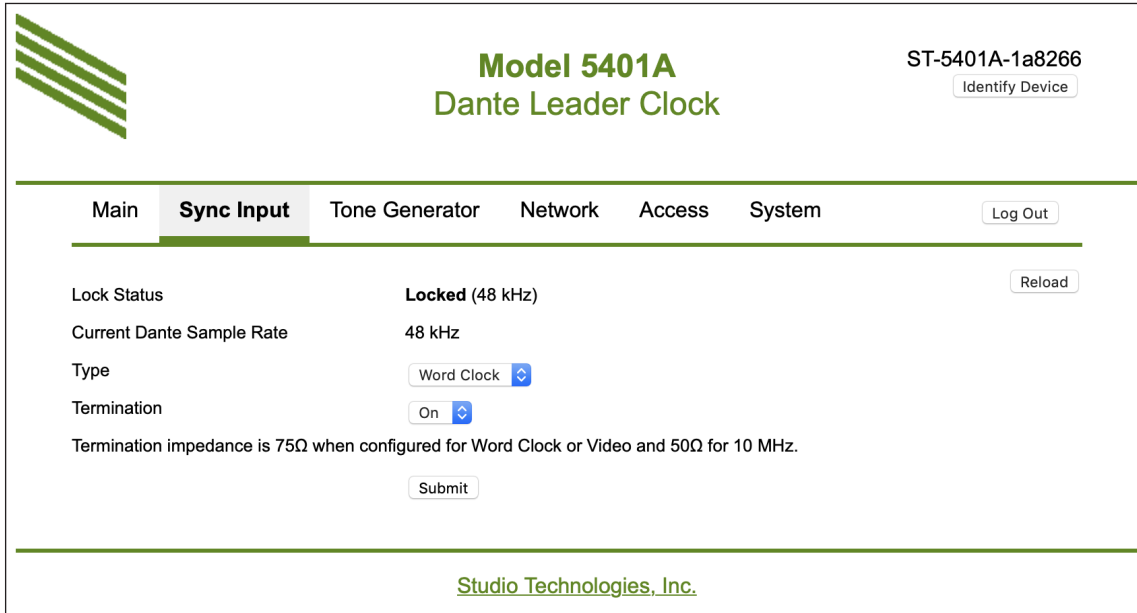 Model 5401A
Dante Leader Clock
ST-5401A-1a8266
Identify Device
Main Sync Input Tone Generator Network Access System Log Out
Reload
Lock Status Locked (48 kHz)
Current Dante Sample Rate 48 kHz
Type Word Clock
Termination On
Termination impedance is 75Ω when configured for Word Clock or Video and 50Ω for 10 MHz.
Submit
Studio Technologies, Inc.